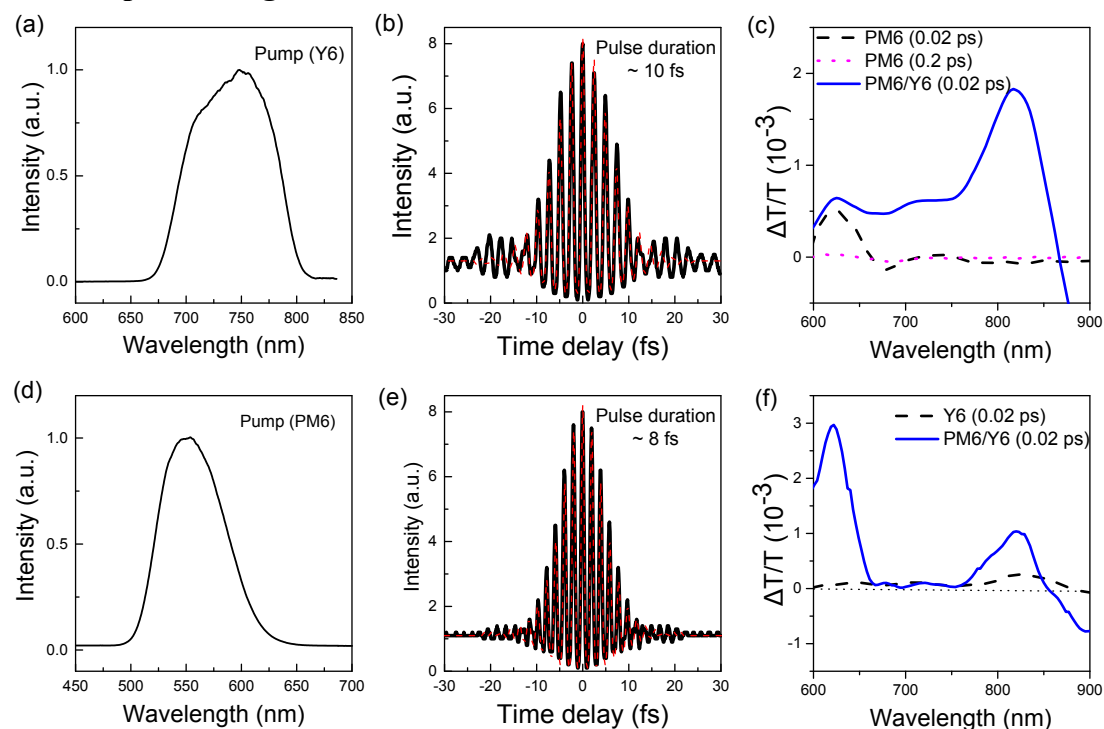 (a)
Pump (Y6)
Intensity (a.u.)
1.0
0.5
0.0
600 650 700 750 800 850
Wavelength (nm)
(b)
Pulse duration
~ 10 fs
Intensity (a.u.)
8
6
4
2
0
-30 -20 -10 0 10 20 30
Time delay (fs)
(c)
PM6 (0.02 ps)
PM6 (0.2 ps)
PM6/Y6 (0.02 ps)
ΔT/T (10⁻³)
2
1
0
600 700 800 900
Wavelength (nm)
(d)
Pump (PM6)
Intensity (a.u.)
1.0
0.5
0.0
450 500 550 600 650 700
Wavelength (nm)
(e)
Pulse duration
~ 8 fs
Intensity (a.u.)
8
6
4
2
0
-30 -20 -10 0 10 20 30
Time delay (fs)
(f)
Y6 (0.02 ps)
PM6/Y6 (0.02 ps)
ΔT/T (10⁻³)
3
2
1
0
-1
600 700 800 900
Wavelength (nm)